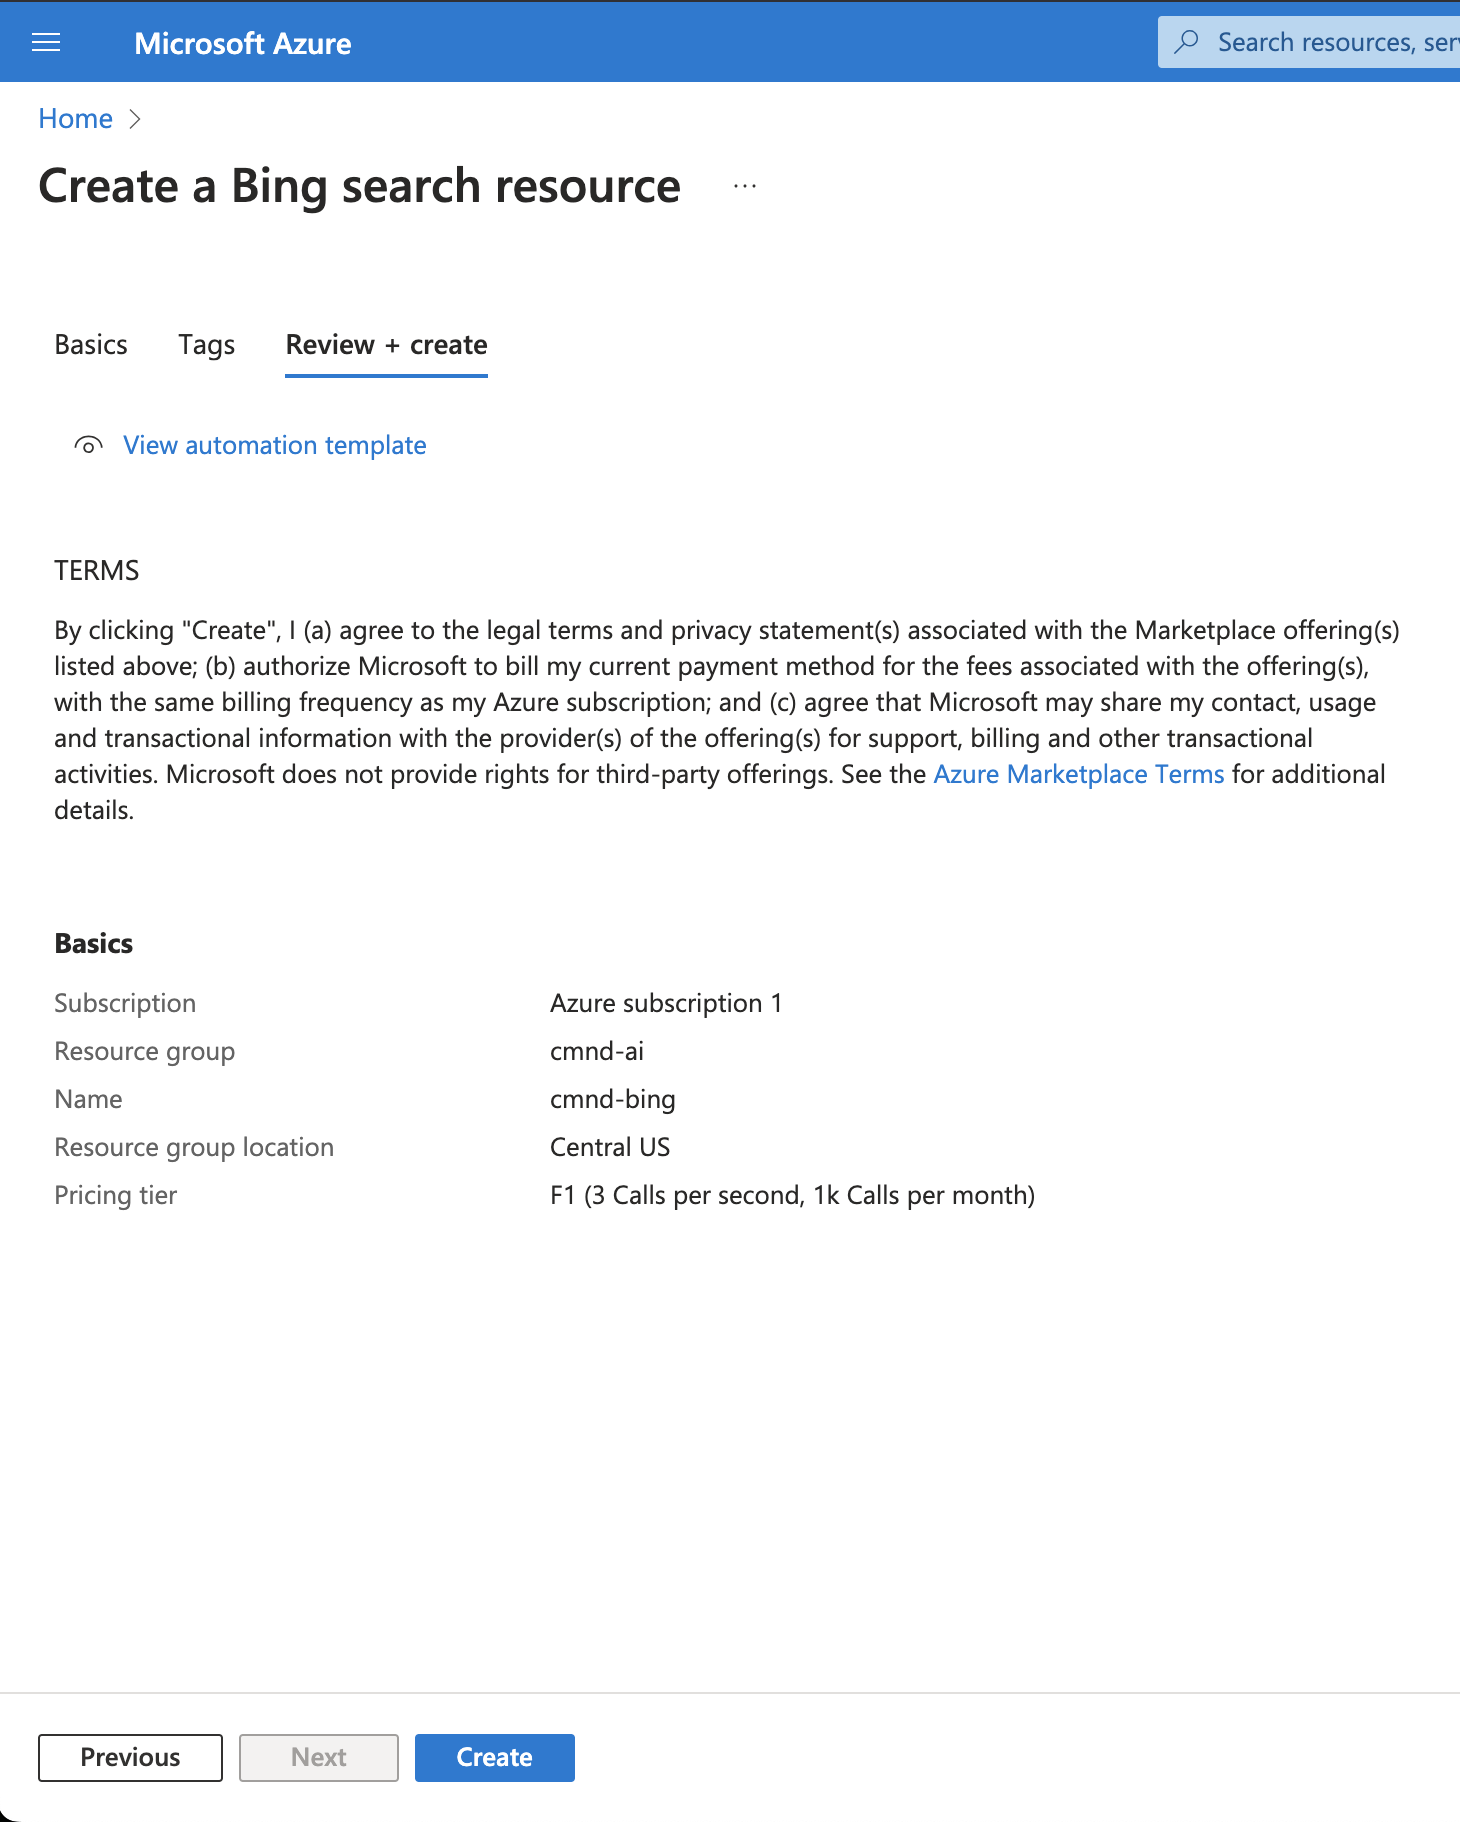 Microsoft Azure
Search resources,
Home
Create a Bing search resource ...
Basics Tags Review + create
View automation template
TERMS
By clicking "Create", I (a) agree to the legal terms and privacy statement(s) associated with the Marketplace offering(s)
listed above; (b) authorize Microsoft to bill my current payment method for the fees associated with the offering(s),
with the same billing frequency as my Azure subscription; and (c) agree that Microsoft may share my contact, usage
and transactional information with the provider(s) of the offering(s) for support, billing and other transactional
activities. Microsoft does not provide rights for third-party offerings. See the Azure Marketplace Terms for additional
details.
Basics
Subscription Azure subscription 1
Resource group cmnd-ai
Name cmnd-bing
Resource group location Central US
Pricing tier F1 (3 Calls per second, 1k Calls per month)
Previous Next Create